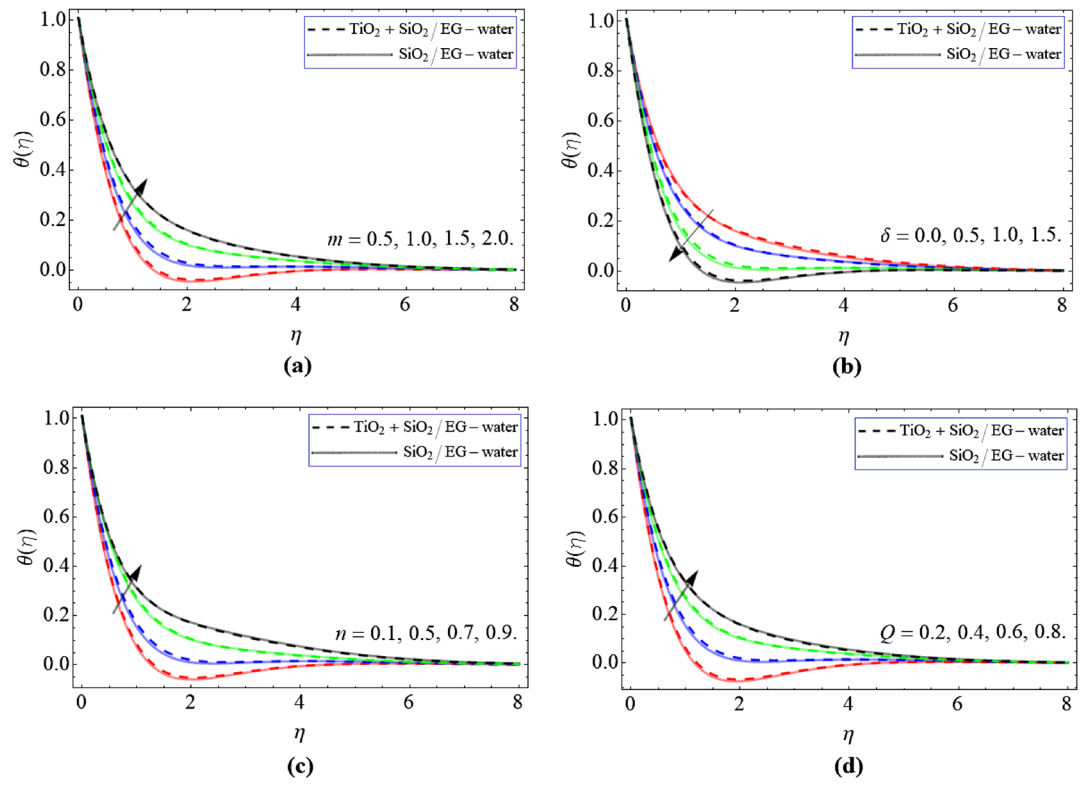 1.0
0.8
0.6
0.4
0.2
0.0
θ(η)
TiO₂ + SiO₂/EG−water
SiO₂/EG−water
m = 0.5, 1.0, 1.5, 2.0.
0 2 4 6 8
η
(a)
1.0
0.8
0.6
0.4
0.2
0.0
θ(η)
TiO₂ + SiO₂/EG−water
SiO₂/EG−water
δ = 0.0, 0.5, 1.0, 1.5.
0 2 4 6 8
η
(b)
1.0
0.8
0.6
0.4
0.2
0.0
θ(η)
TiO₂ + SiO₂/EG−water
SiO₂/EG−water
n = 0.1, 0.5, 0.7, 0.9.
0 2 4 6 8
η
(c)
1.0
0.8
0.6
0.4
0.2
0.0
θ(η)
TiO₂ + SiO₂/EG−water
SiO₂/EG−water
Q = 0.2, 0.4, 0.6, 0.8.
0 2 4 6 8
η
(d)